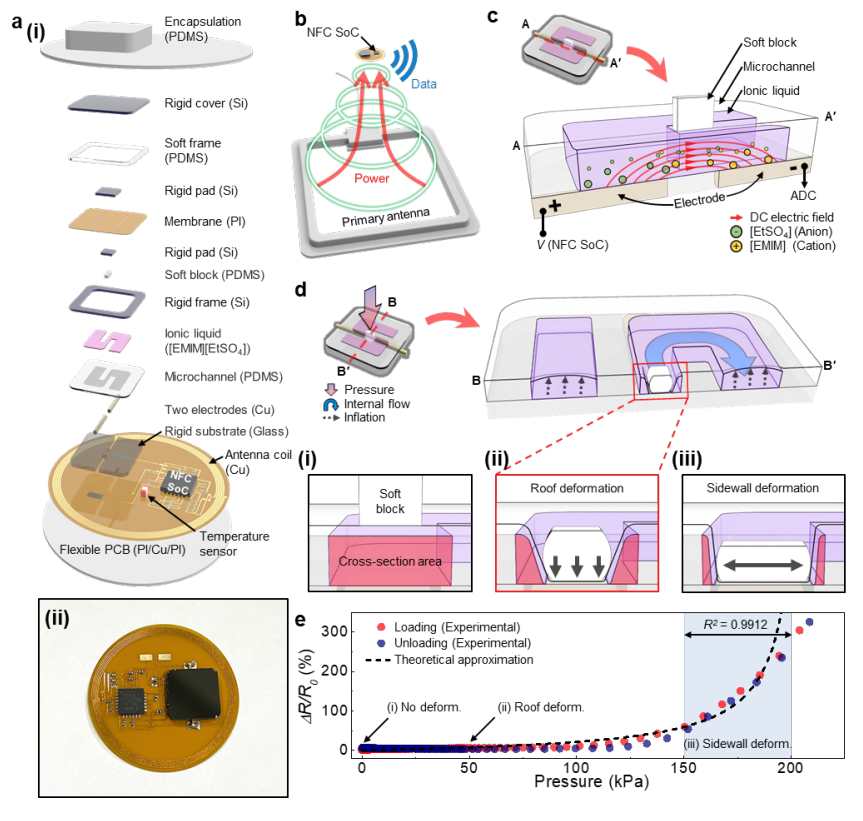 a (i)
Encapsulation
(PDMS)
Rigid cover (Si)
Soft frame
(PDMS)
Rigid pad (Si)
Membrane (PI)
Rigid pad (Si)
Soft block (PDMS)
Rigid frame (Si)
Ionic liquid
([EMIM][EtSO₄])
Microchannel (PDMS)
Two electrodes (Cu)
Rigid substrate (Glass)
Antenna coil
(Cu)
NFC
SoC
Temperature
sensor
Flexible PCB (PI/Cu/PI)
(ii)
b
NFC SoC
Data
Power
Primary antenna
c
A
A′
Soft block
Microchannel
Ionic liquid
A′
A
+
-
Electrode
ADC
V (NFC SoC)
DC electric field
- [EtSO₄] (Anion)
+ [EMIM] (Cation)
d
B
B′
Pressure
Internal flow
Inflation
B
B′
(i)
Soft
block
Cross-section area
(ii)
Roof deformation
(iii)
Sidewall deformation
e
Loading (Experimental)
Unloading (Experimental)
Theoretical approximation
R² = 0.9912
(i) No deform.
(ii) Roof deform.
(iii) Sidewall deform.
ΔR/R₀ (%)
300
200
100
0
0
50
100
150
200
Pressure (kPa)